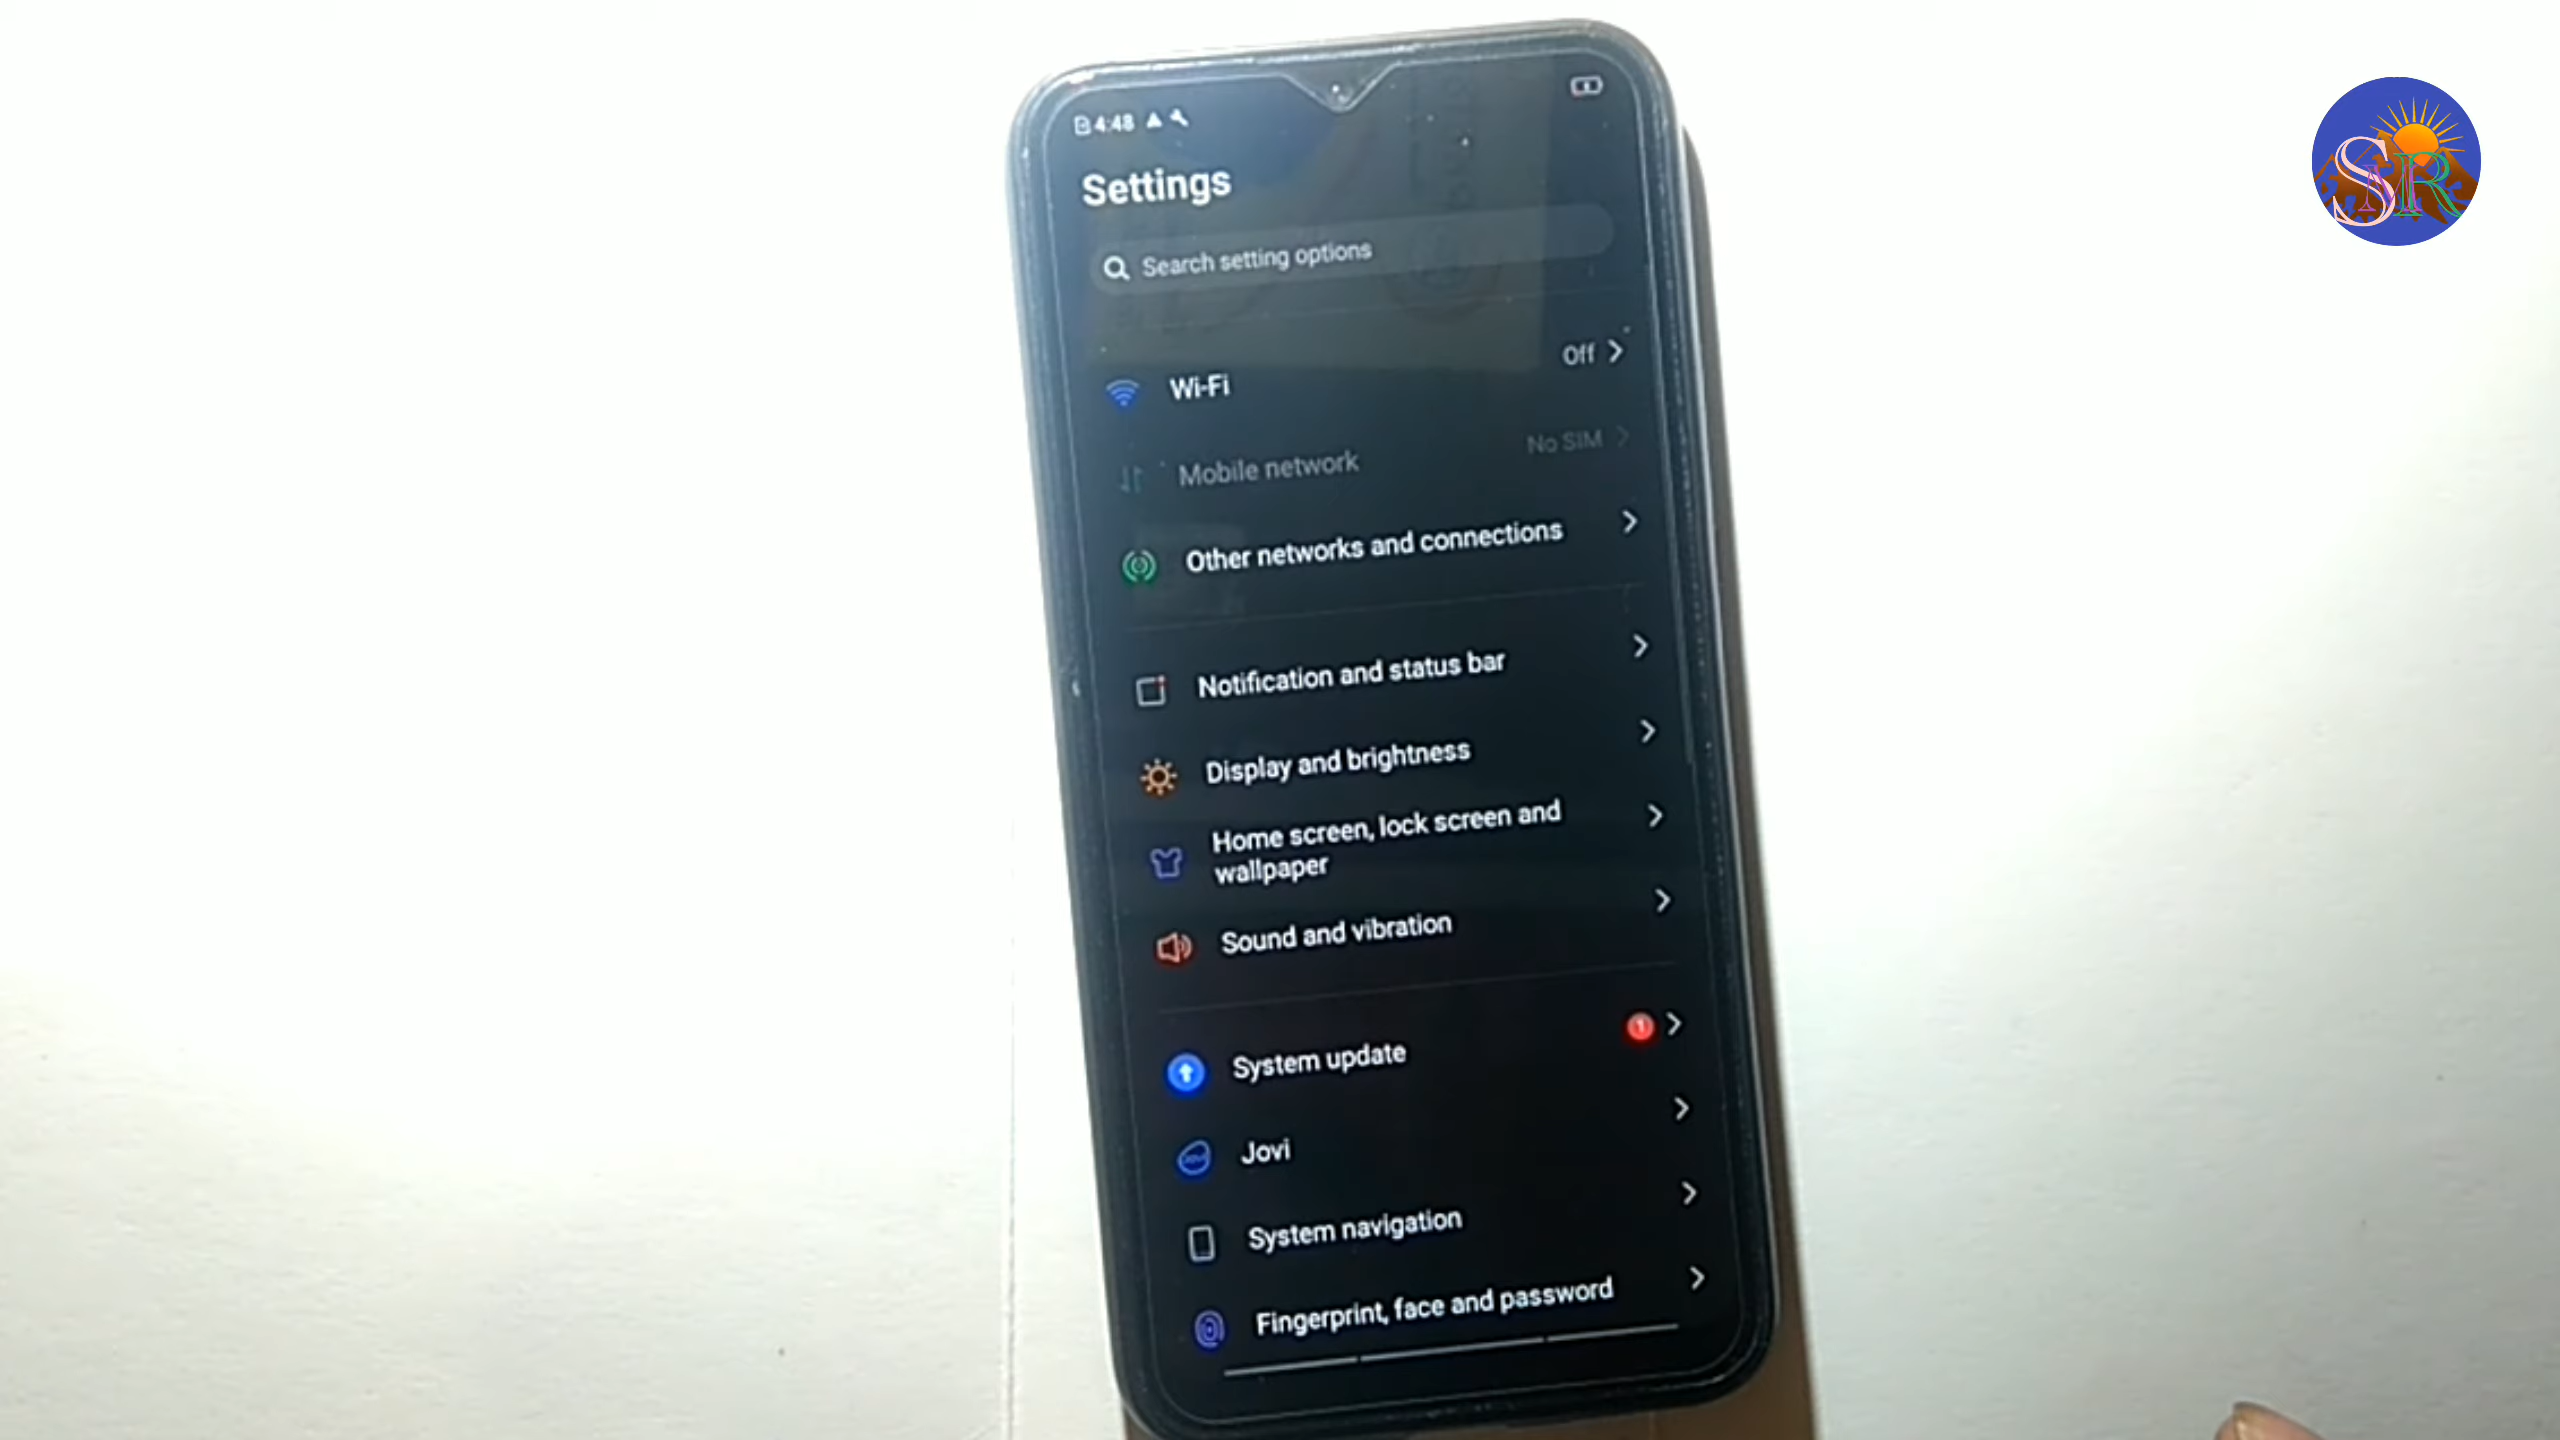 SMR
4:48
Settings
Search setting options
Wi-Fi
Off
Mobile network
No SIM
Other networks and connections
Notification and status bar
Display and brightness
Home screen, lock screen and
wallpaper
Sound and vibration
System update
1
Jovi
System navigation
Fingerprint, face and password